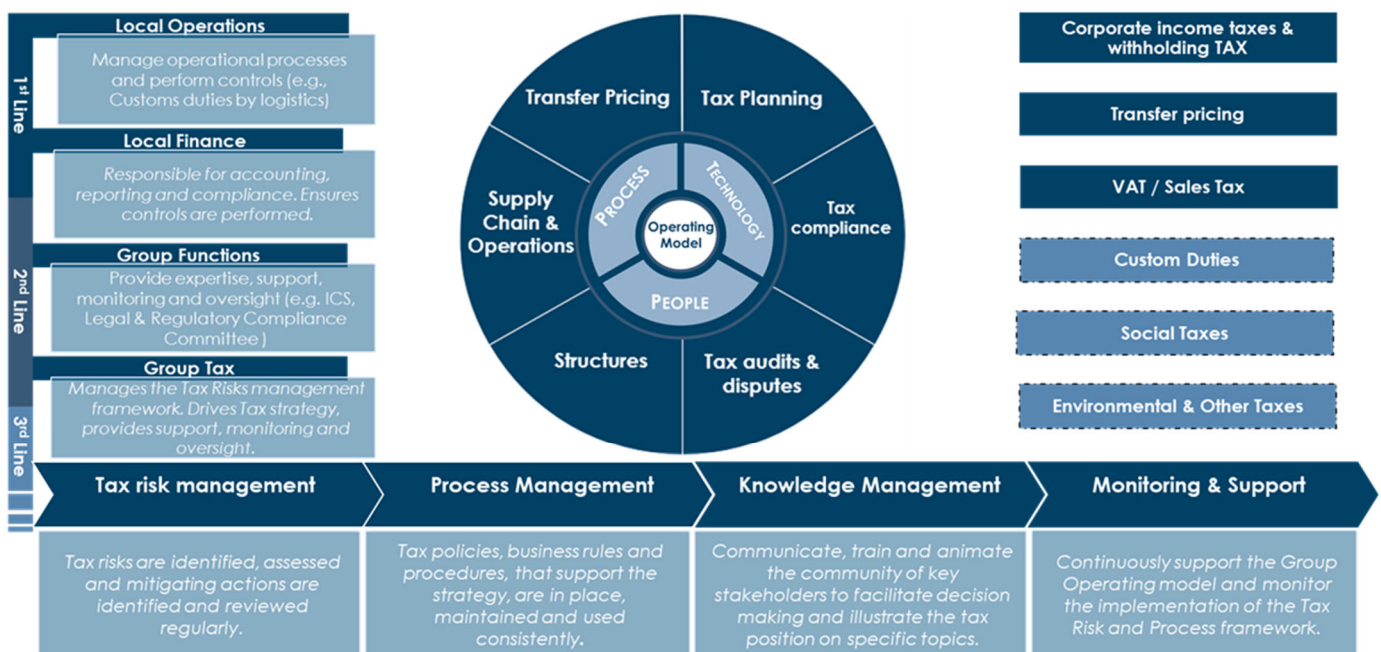 1st Line
2nd Line
3rd Line
Local Operations
Manage operational processes
and perform controls (e.g.,
Customs duties by logistics)
Local Finance
Responsible for accounting,
reporting and compliance. Ensures
controls are performed.
Group Functions
Provide expertise, support,
monitoring and oversight (e.g. ICS,
Legal & Regulatory Compliance
Committee )
Group Tax
Manages the Tax Risks management
framework. Drives Tax strategy,
provides support, monitoring and
oversight.
Transfer Pricing
Tax Planning
Supply
Chain &
Operations
Tax
compliance
Structures
Tax audits &
disputes
PROCESS
TECHNOLOGY
PEOPLE
Operating
Model
Corporate income taxes &
withholding TAX
Transfer pricing
VAT / Sales Tax
Custom Duties
Social Taxes
Environmental & Other Taxes
Tax risk management
Tax risks are identified, assessed
and mitigating actions are
identified and reviewed
regularly.
Process Management
Tax policies, business rules and
procedures, that support the
strategy, are in place,
maintained and used
consistently.
Knowledge Management
Communicate, train and animate
the community of key
stakeholders to facilitate decision
making and illustrate the tax
position on specific topics.
Monitoring & Support
Continuously support the Group
Operating model and monitor
the implementation of the Tax
Risk and Process framework.